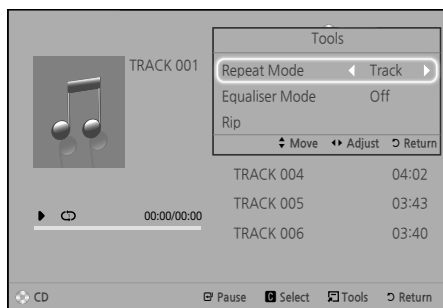 Tools
TRACK 001
Repeat Mode Track
Equaliser Mode Off
Rip
Move Adjust Return
TRACK 004 04:02
TRACK 005 03:43
00:00/00:00
TRACK 006 03:40
CD Pause C Select Tools Return